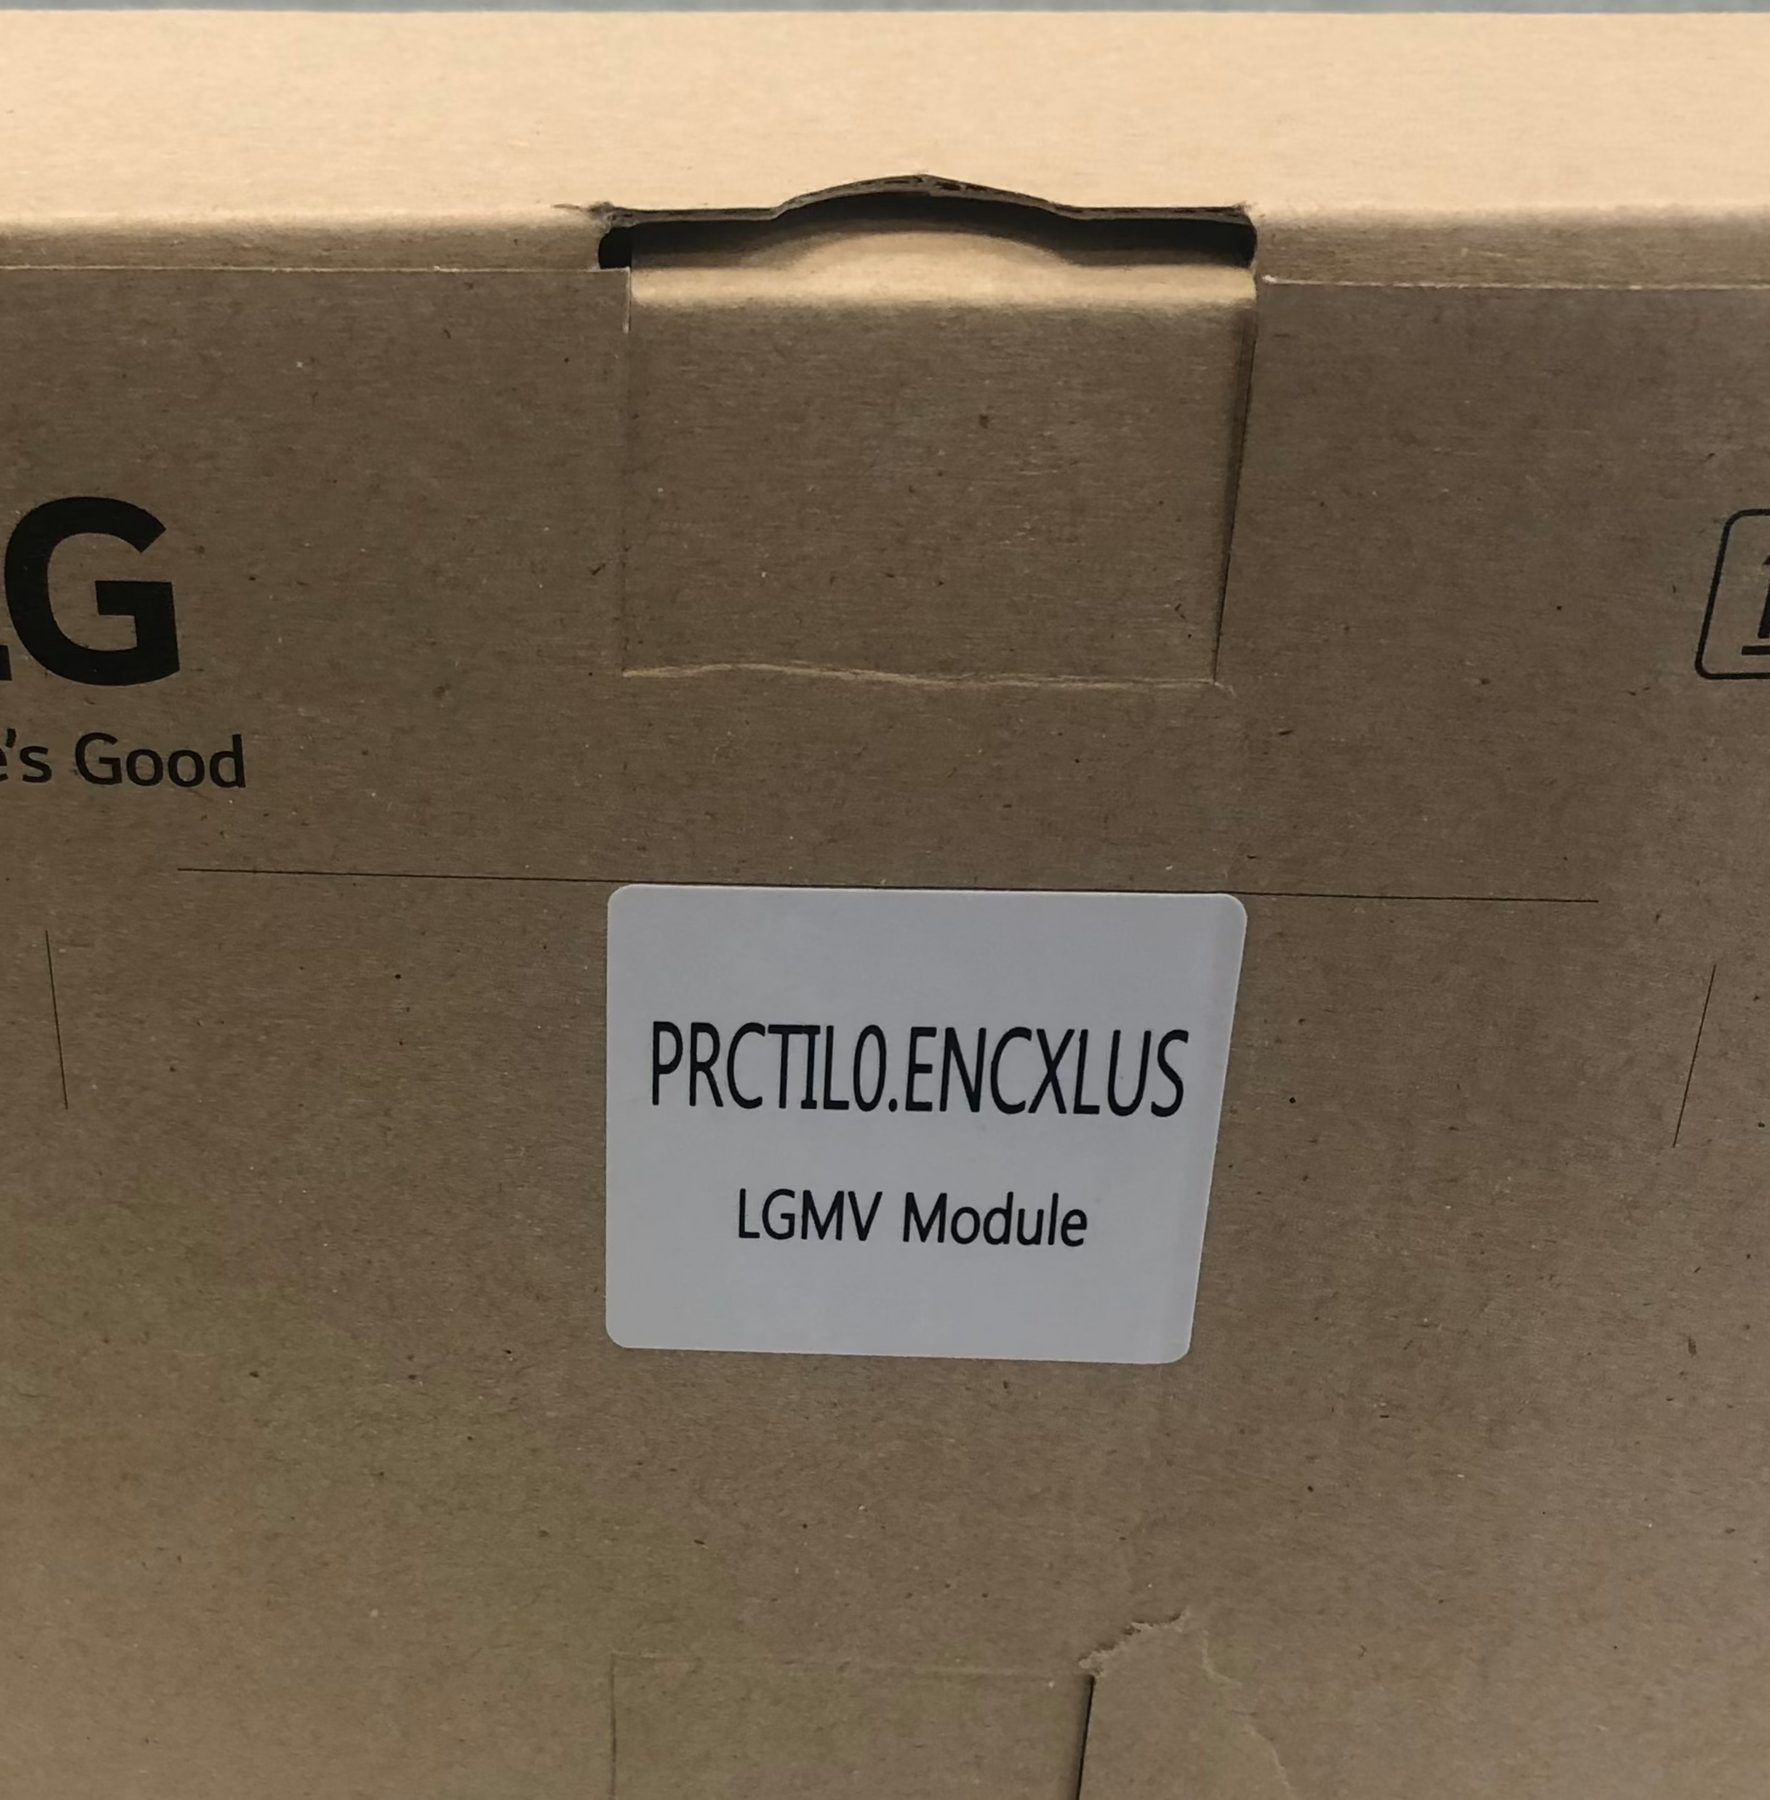 LG
e's Good
PRCTIL0.ENCXLUS
LGMV Module